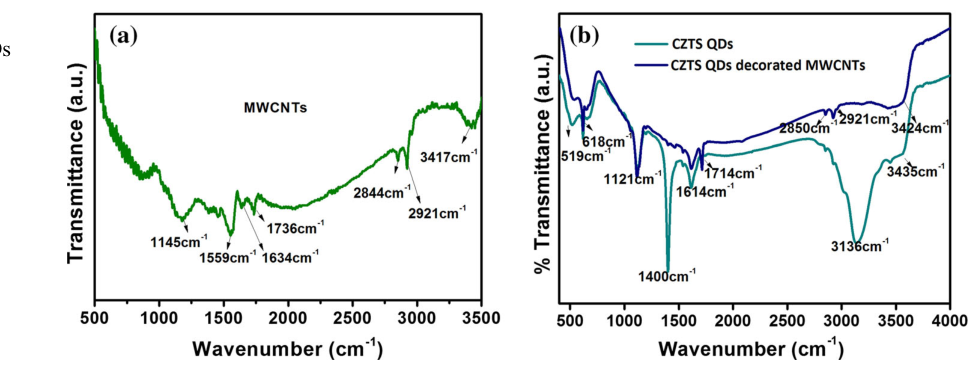 Ds
(a)
MWCNTs
3417cm⁻¹
2844cm⁻¹
2921cm⁻¹
1736cm⁻¹
1145cm⁻¹
1559cm⁻¹
1634cm⁻¹
Transmittance (a.u.)
500 1000 1500 2000 2500 3000 3500
Wavenumber (cm⁻¹)
(b)
CZTS QDs
CZTS QDs decorated MWCNTs
2850cm⁻¹
2921cm⁻¹
3424cm⁻¹
618cm⁻¹
519cm⁻¹
1121cm⁻¹
1714cm⁻¹
1614cm⁻¹
3435cm⁻¹
3136cm⁻¹
1400cm⁻¹
% Transmittance (a.u.)
500 1000 1500 2000 2500 3000 3500 4000
Wavenumber (cm⁻¹)